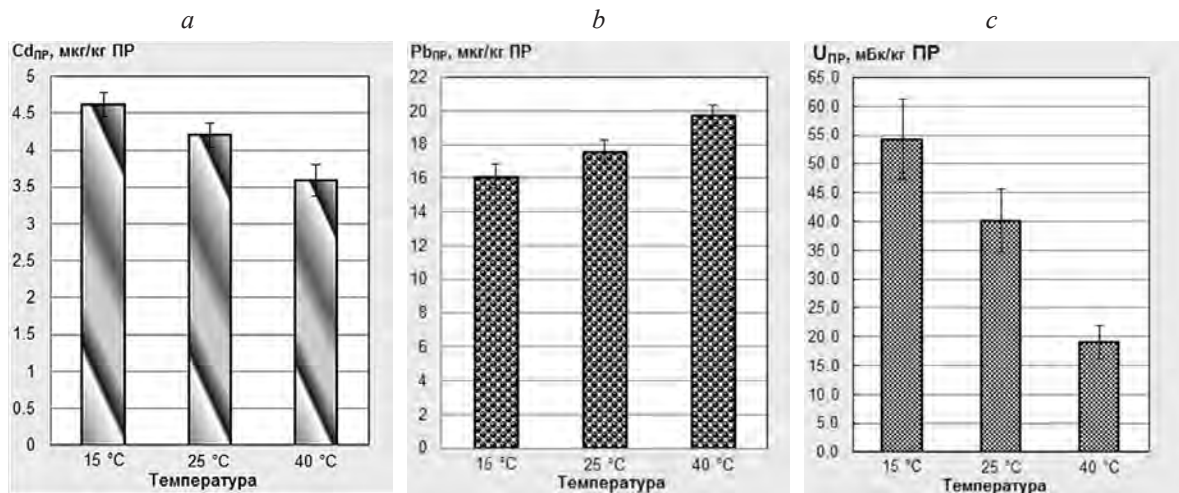 a
Cdпр, мкг/кг ПР
5
4.5
4
3.5
3
2.5
2
1.5
1
0.5
0
15 °C
25 °C
40 °C
Температура
b
Pbпр, мкг/кг ПР
22
20
18
16
14
12
10
8
6
4
2
0
15 °C
25 °C
40 °C
Температура
c
Uпр, мБк/кг ПР
65.0
60.0
55.0
50.0
45.0
40.0
35.0
30.0
25.0
20.0
15.0
10.0
5.0
0.0
15 °C
25 °C
40 °C
Температура